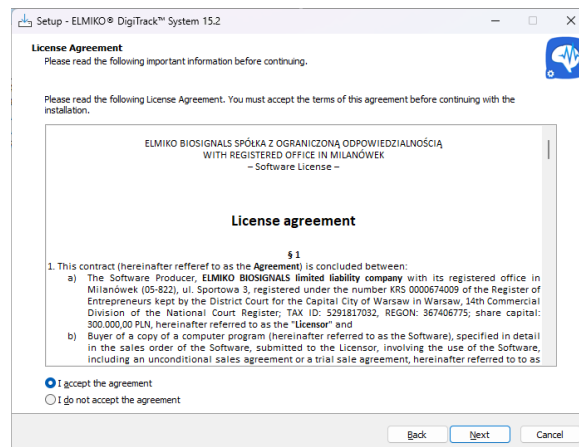 Setup - ELMIKO® DigiTrack™ System 15.2
License Agreement
Please read the following important information before continuing.
Please read the following License Agreement. You must accept the terms of this agreement before continuing with the
installation.
ELMIKO BIOSIGNALS SPÓŁKA Z OGRANICZONĄ ODPOWIEDZIALNOŚCIĄ
WITH REGISTERED OFFICE IN MILANÓWEK
– Software License –
License agreement
§ 1
1. This contract (hereinafter refferef to as the Agreement) is concluded between:
a) The Software Producer, ELMIKO BIOSIGNALS limited liability company with its registered office in
Milanówek (05-822), ul. Sportowa 3, registered under the number KRS 0000674009 of the Register of
Entrepreneurs kept by the District Court for the Capital City of Warsaw in Warsaw, 14th Commercial
Division of the National Court Register; TAX ID: 5291817032, REGON: 367406775; share capital:
300.000,00 PLN, hereinafter referred to as the "Licensor" and
b) Buyer of a copy of a computer program (hereinafter referred to as the Software), specified in detail
in the sales order of the Software, submitted to the Licensor, involving the use of the Software,
including an unconditional sales agreement or a trial sale agreement, hereinafter referred to to as
I accept the agreement
I do not accept the agreement
Back
Next
Cancel